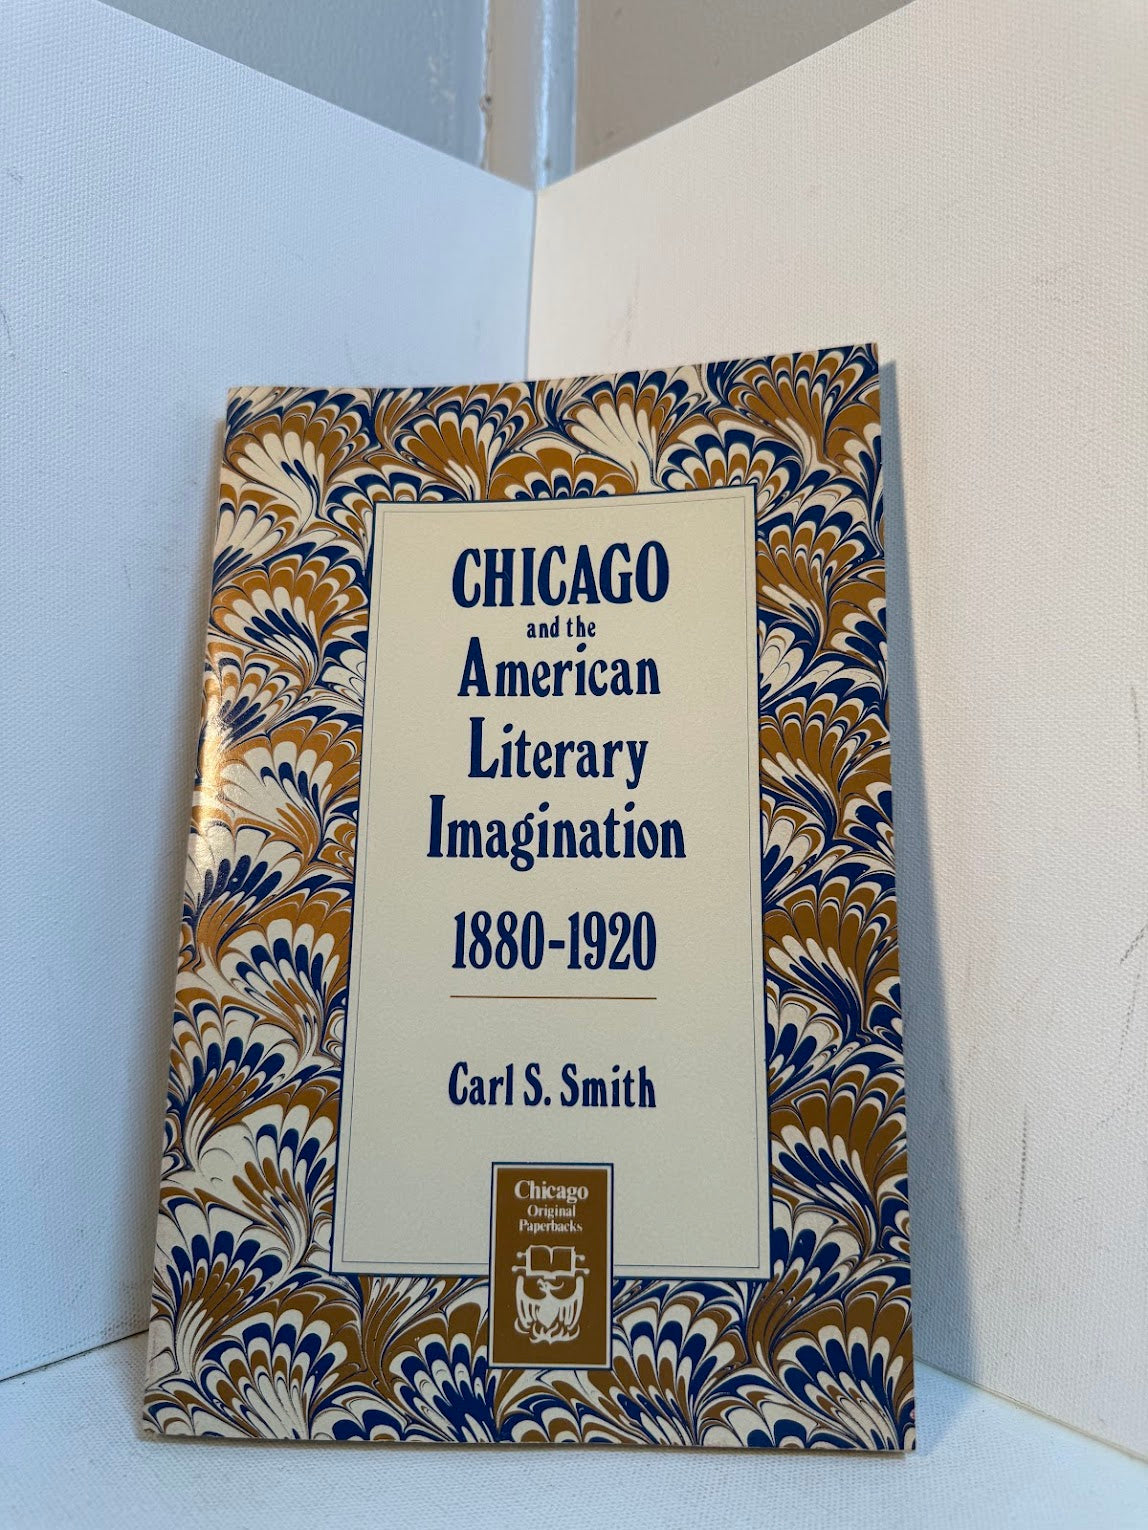 CHICAGO
and the
American
Literary
Imagination
1880-1920
Carl S. Smith
Chicago
Original
Paperbacks